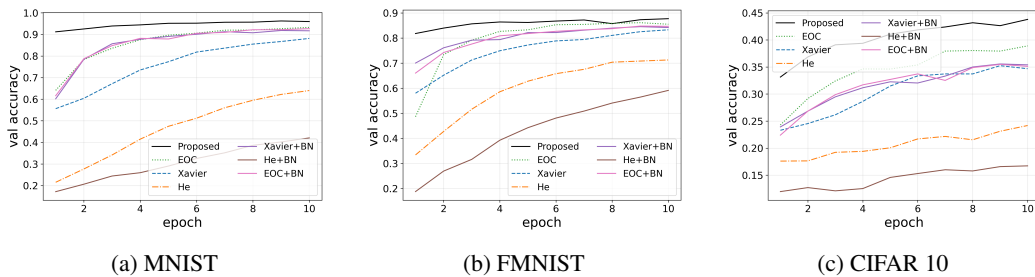 1.0
0.9
0.8
0.7
0.6
0.5
0.4
0.3
0.2
val accuracy
2 4 6 8 10
epoch
Proposed
EOC
Xavier
He
Xavier+BN
He+BN
EOC+BN
(a) MNIST
0.9
0.8
0.7
0.6
0.5
0.4
0.3
0.2
val accuracy
2 4 6 8 10
epoch
Proposed
EOC
Xavier
He
Xavier+BN
He+BN
EOC+BN
(b) FMNIST
0.40
0.35
0.30
0.25
0.20
0.15
val accuracy
2 4 6 8 10
epoch
Proposed
EOC
Xavier
He
Xavier+BN
He+BN
EOC+BN
(c) CIFAR 10